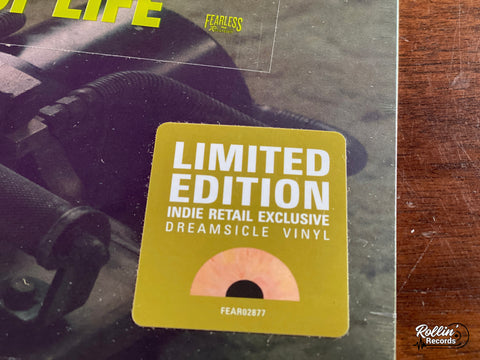 OF LIFE
FEARLESS
LIMITED
EDITION
INDIE RETAIL EXCLUSIVE
DREAMSICLE VINYL
FEAR02877
Rollin'
Records